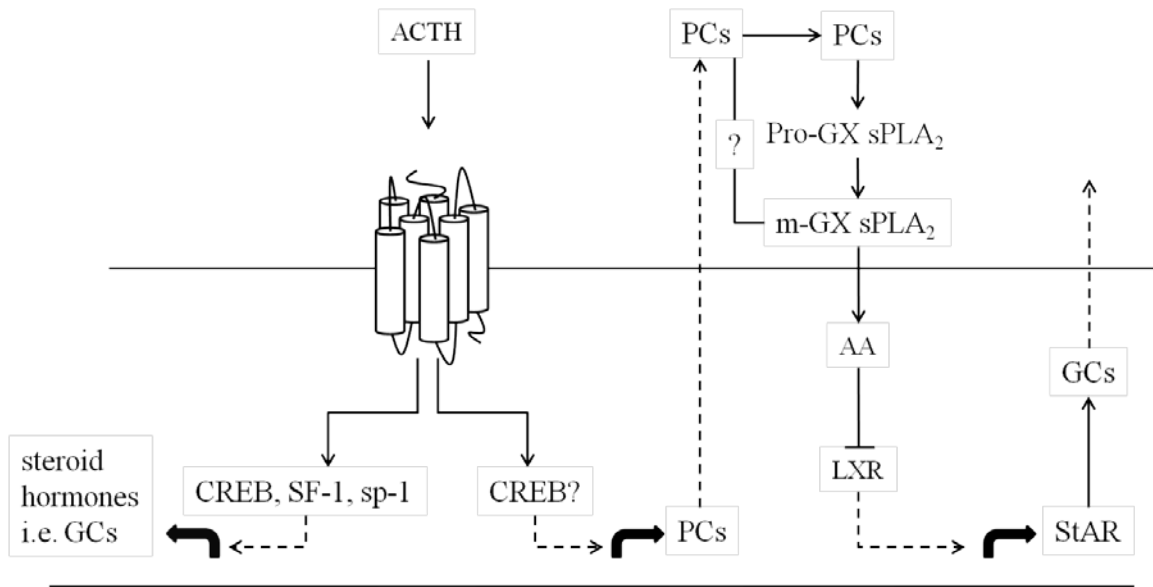 ACTH
PCs
PCs
?
Pro-GX sPLA₂
m-GX sPLA₂
AA
GCs
steroid
hormones
i.e. GCs
CREB, SF-1, sp-1
CREB?
PCs
LXR
StAR